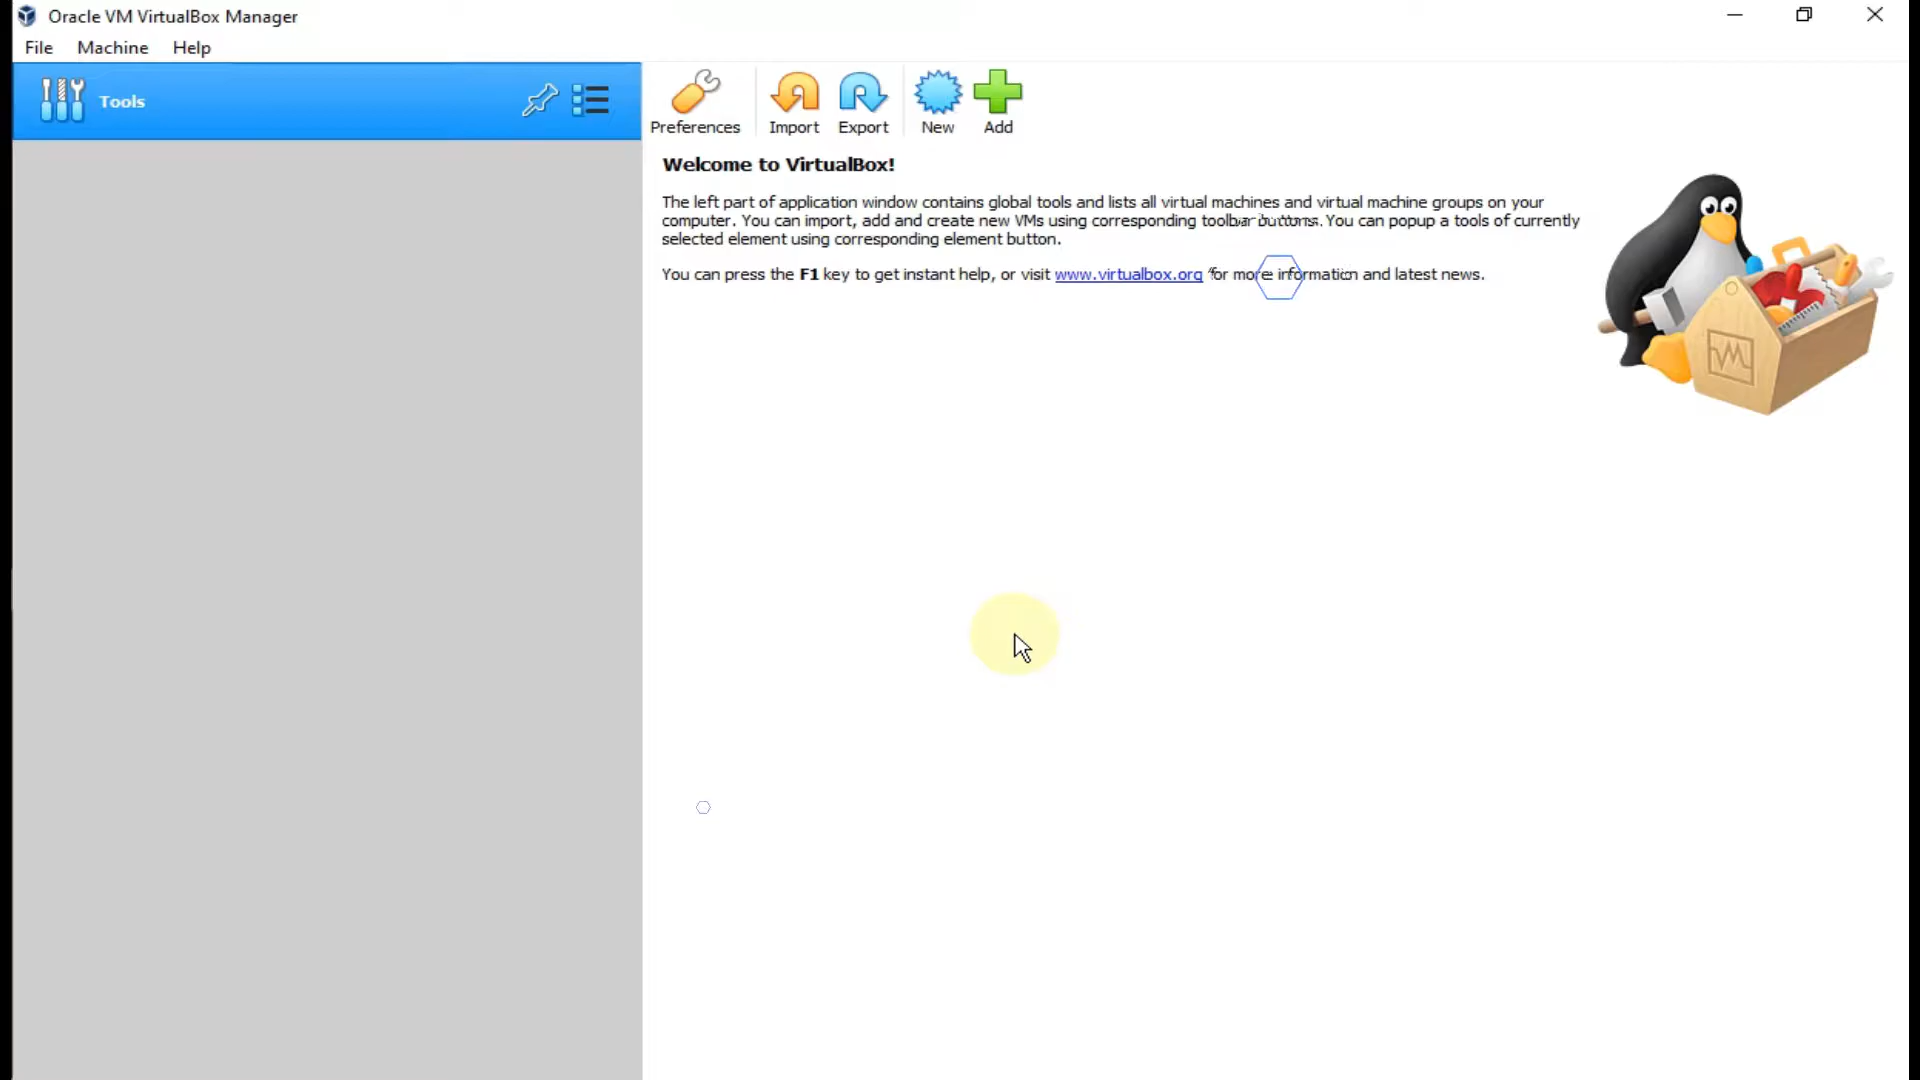 Oracle VM VirtualBox Manager
File Machine Help
Tools
Preferences Import Export New Add
Welcome to VirtualBox!
The left part of application window contains global tools and lists all virtual machines and virtual machine groups on your
computer. You can import, add and create new VMs using corresponding toolbar buttons. You can popup a tools of currently
selected element using corresponding element button.
You can press the F1 key to get instant help, or visit www.virtualbox.org for more information and latest news.